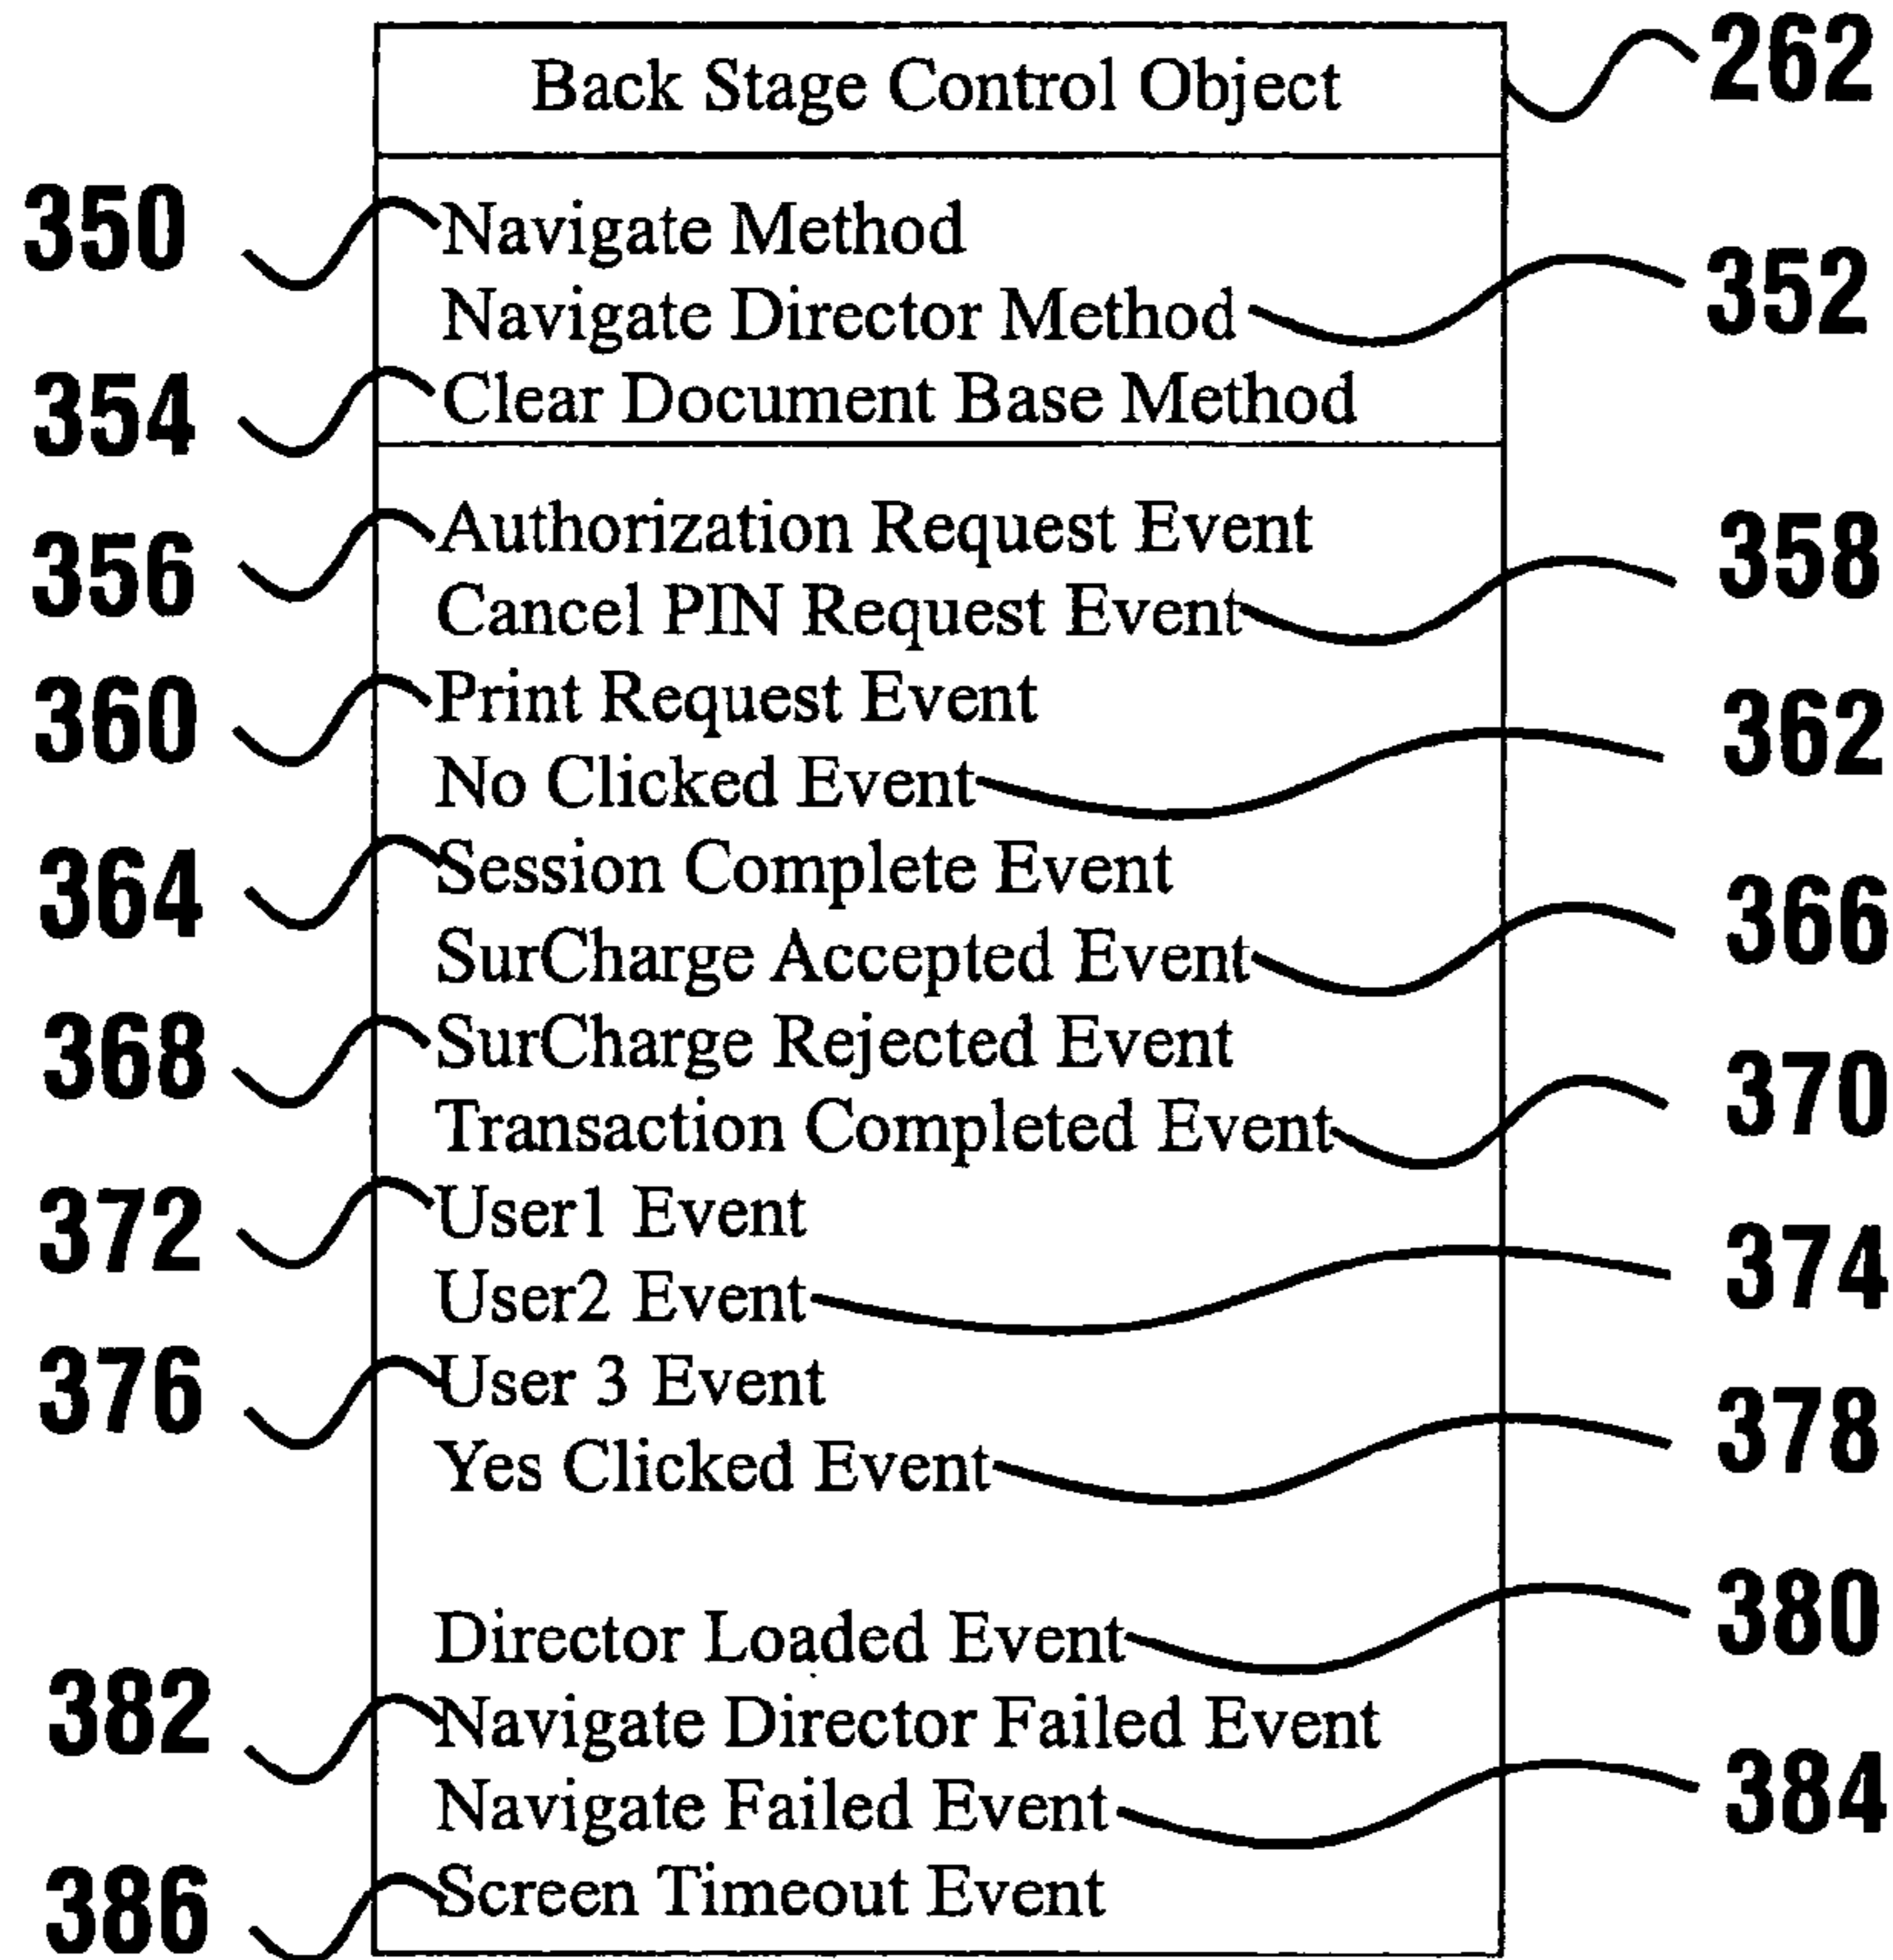 Back Stage Control Object 262
350 Navigate Method
Navigate Director Method 352
354 Clear Document Base Method
356 Authorization Request Event
Cancel PIN Request Event 358
360 Print Request Event
No Clicked Event 362
364 Session Complete Event
SurCharge Accepted Event 366
368 SurCharge Rejected Event
Transaction Completed Event 370
372 User1 Event
User2 Event 374
376 User 3 Event
Yes Clicked Event 378
Director Loaded Event 380
382 Navigate Director Failed Event
Navigate Failed Event 384
386 Screen Timeout Event